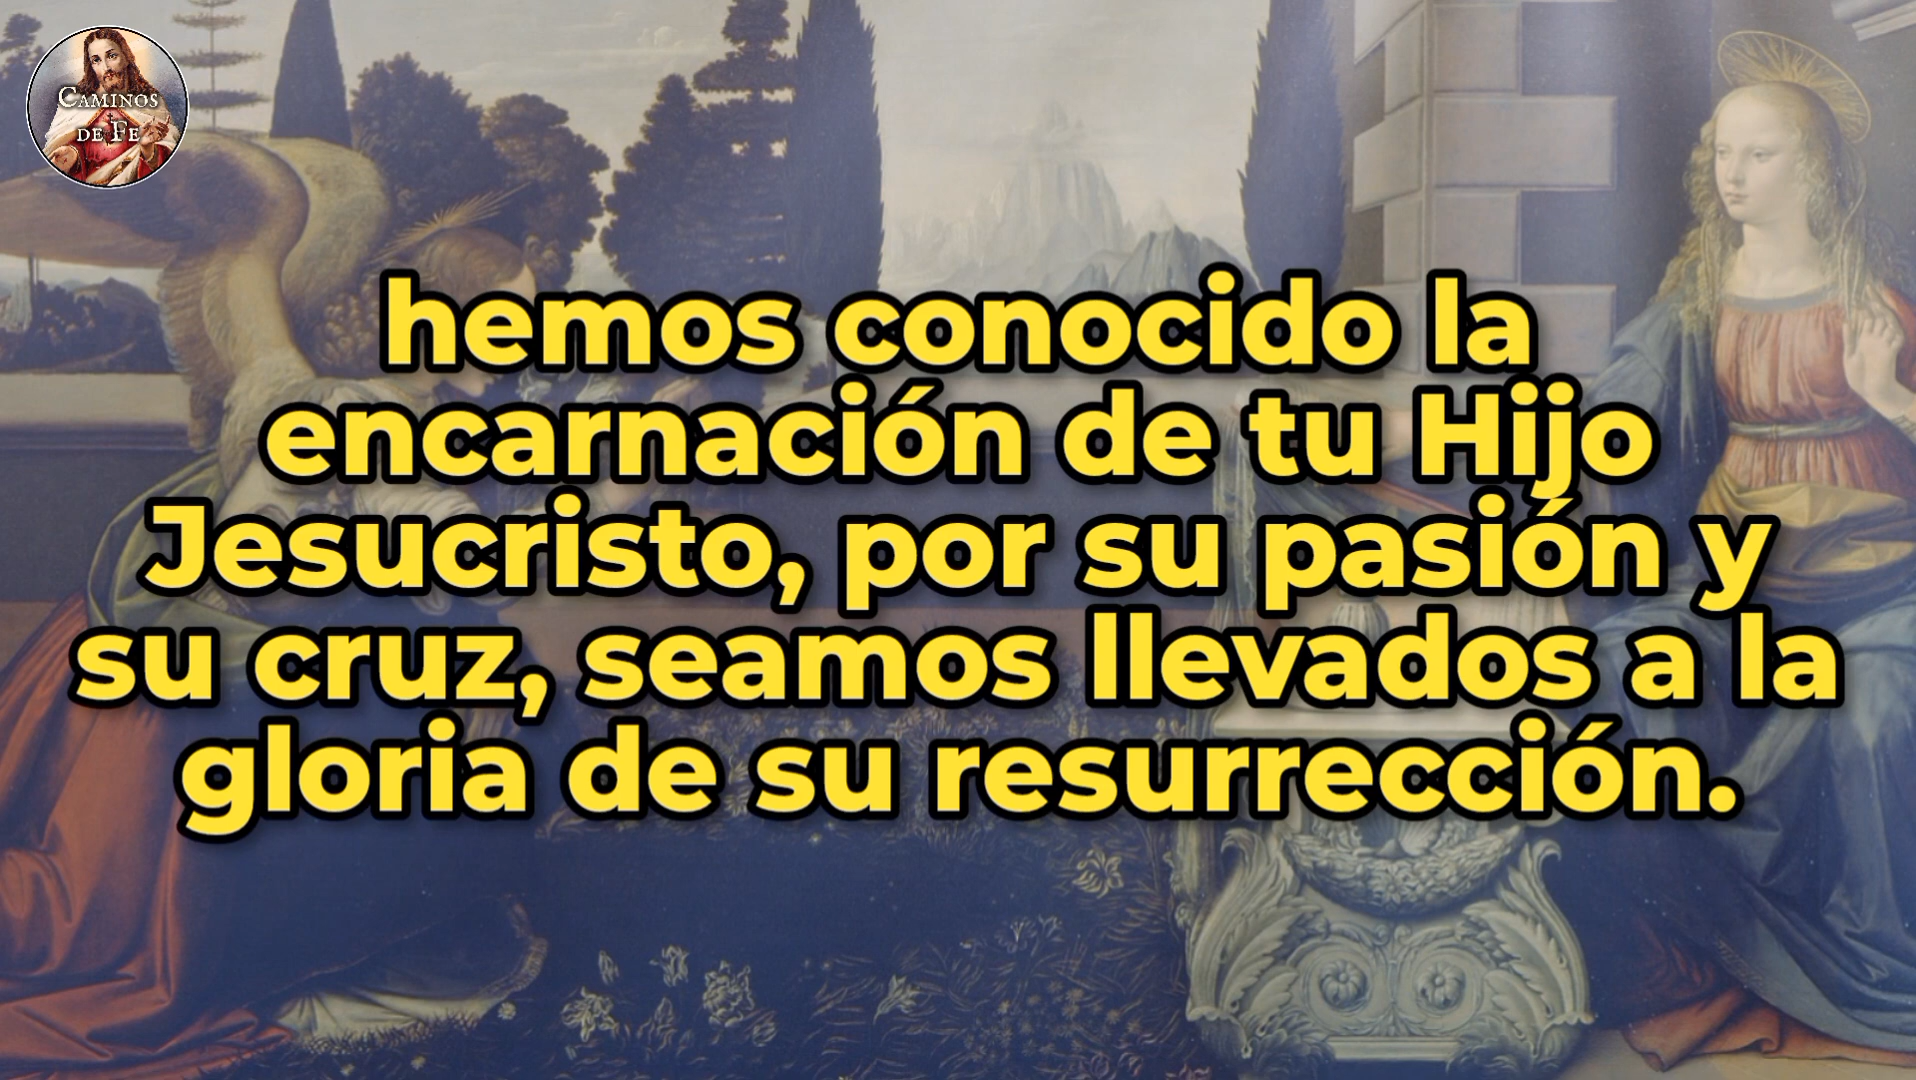 CAMINOS
DE FE
hemos conocido la
encarnación de tu Hijo
Jesucristo, por su pasión y
su cruz, seamos llevados a la
gloria de su resurrección.